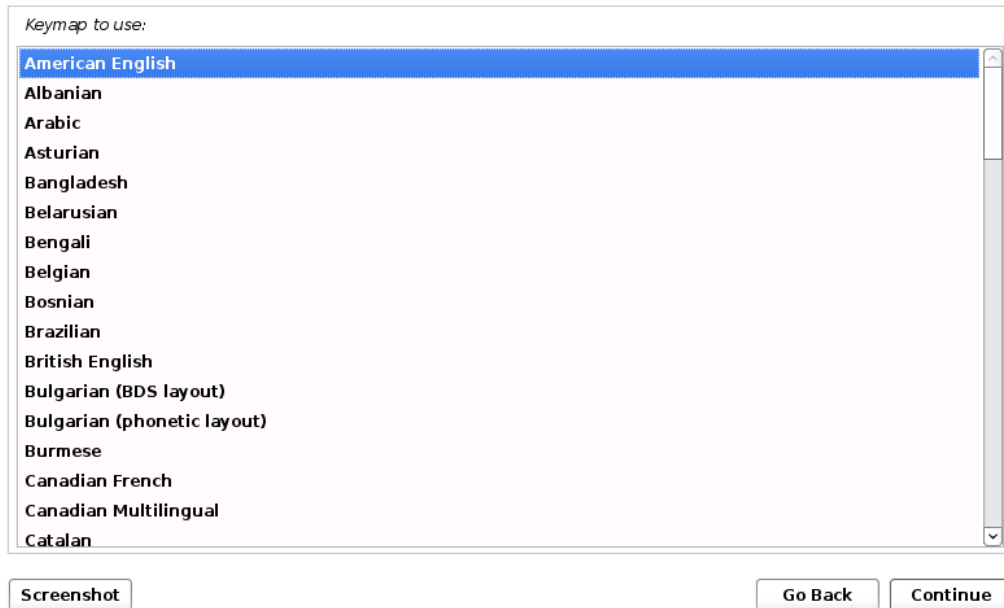 Keymap to use:
American English
Albanian
Arabic
Asturian
Bangladesh
Belarusian
Bengali
Belgian
Bosnian
Brazilian
British English
Bulgarian (BDS layout)
Bulgarian (phonetic layout)
Burmese
Canadian French
Canadian Multilingual
Catalan
Screenshot Go Back Continue